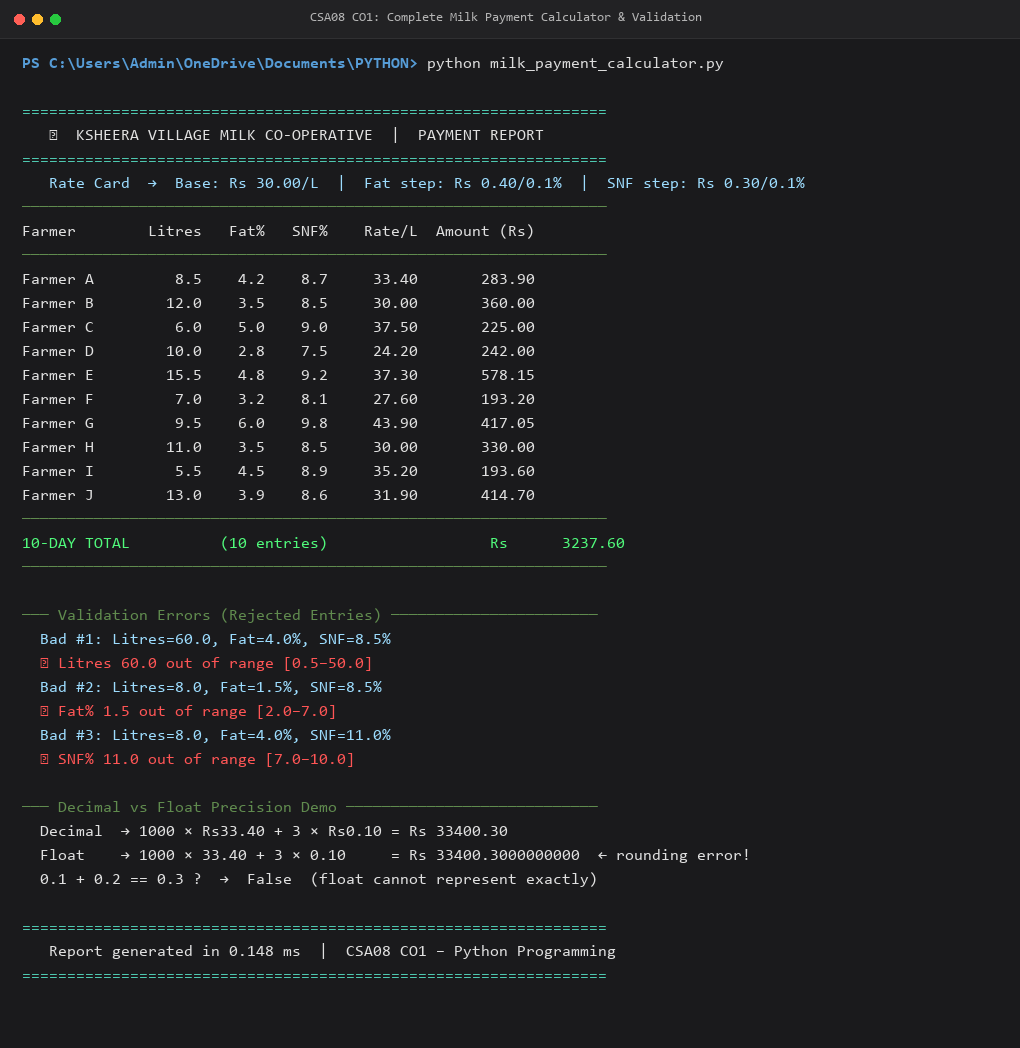 CSA08 CO1: Complete Milk Payment Calculator & Validation
PS C:\Users\Admin\OneDrive\Documents\PYTHON> python milk_payment_calculator.py
=================================================================
KSHEERA VILLAGE MILK CO-OPERATIVE │ PAYMENT REPORT
=================================================================
Rate Card → Base: Rs 30.00/L │ Fat step: Rs 0.40/0.1% │ SNF step: Rs 0.30/0.1%
─────────────────────────────────────────────────────────────────
Farmer Litres Fat% SNF% Rate/L Amount (Rs)
─────────────────────────────────────────────────────────────────
Farmer A 8.5 4.2 8.7 33.40 283.90
Farmer B 12.0 3.5 8.5 30.00 360.00
Farmer C 6.0 5.0 9.0 37.50 225.00
Farmer D 10.0 2.8 7.5 24.20 242.00
Farmer E 15.5 4.8 9.2 37.30 578.15
Farmer F 7.0 3.2 8.1 27.60 193.20
Farmer G 9.5 6.0 9.8 43.90 417.05
Farmer H 11.0 3.5 8.5 30.00 330.00
Farmer I 5.5 4.5 8.9 35.20 193.60
Farmer J 13.0 3.9 8.6 31.90 414.70
─────────────────────────────────────────────────────────────────
10-DAY TOTAL (10 entries) Rs 3237.60
─────────────────────────────────────────────────────────────────
─── Validation Errors (Rejected Entries) ───────────────────────
Bad #1: Litres=60.0, Fat=4.0%, SNF=8.5%
Litres 60.0 out of range [0.5–50.0]
Bad #2: Litres=8.0, Fat=1.5%, SNF=8.5%
Fat% 1.5 out of range [2.0–7.0]
Bad #3: Litres=8.0, Fat=4.0%, SNF=11.0%
SNF% 11.0 out of range [7.0–10.0]
─── Decimal vs Float Precision Demo ────────────────────────────
Decimal → 1000 × Rs33.40 + 3 × Rs0.10 = Rs 33400.30
Float → 1000 × 33.40 + 3 × 0.10 = Rs 33400.3000000000 ← rounding error!
0.1 + 0.2 == 0.3 ? → False (float cannot represent exactly)
=================================================================
Report generated in 0.148 ms │ CSA08 CO1 – Python Programming
=================================================================